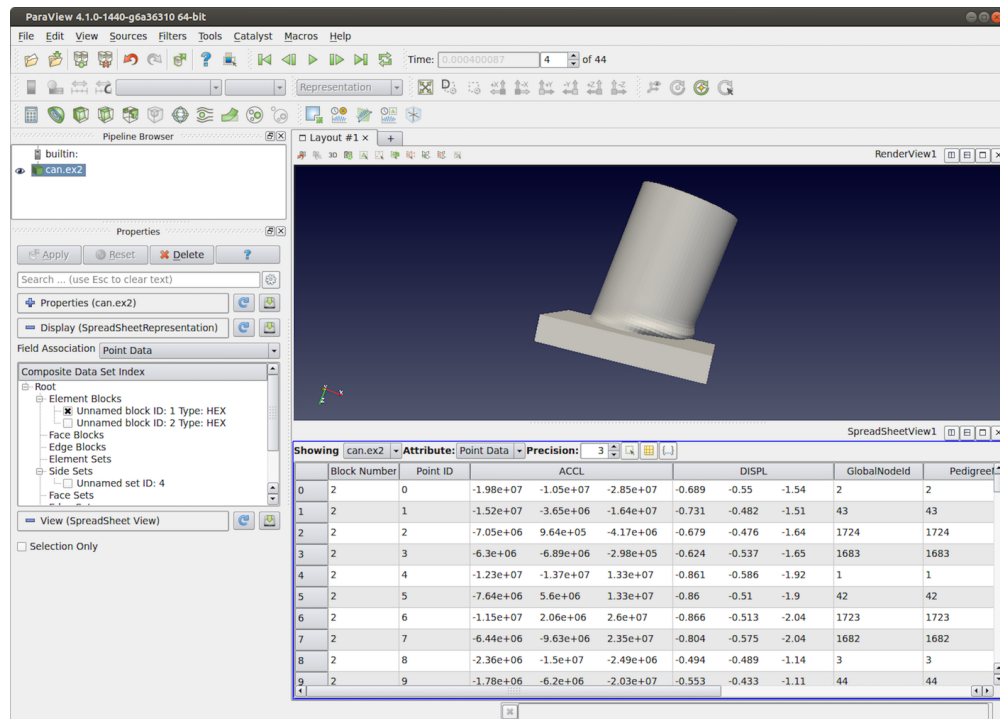 ParaView 4.1.0-1440-g6a36310 64-bit
File Edit View Sources Filters Tools Catalyst Macros Help
Time: 0.000400087 4 of 44
Representation
Pipeline Browser
builtin:
can.ex2
Properties
Apply Reset Delete ?
Search ... (use Esc to clear text)
Properties (can.ex2)
Display (SpreadSheetRepresentation)
Field Association Point Data
Composite Data Set Index
Root
Element Blocks
Unnamed block ID: 1 Type: HEX
Unnamed block ID: 2 Type: HEX
Face Blocks
Edge Blocks
Element Sets
Side Sets
Unnamed set ID: 4
Face Sets
View (SpreadSheet View)
Selection Only
Layout #1 × +
3D
RenderView1
SpreadSheetView1
Showing can.ex2 Attribute: Point Data Precision: 3
Block Number Point ID ACCL DISPL GlobalNodeId
0 2 0 -1.98e+07 -1.05e+07 -2.85e+07 -0.689 -0.55 -1.54 2 2
1 2 1 -1.52e+07 -3.65e+06 -1.64e+07 -0.731 -0.482 -1.51 43 43
2 2 2 -7.05e+06 9.64e+05 -4.17e+06 -0.679 -0.476 -1.64 1724 1724
3 2 3 -6.3e+06 -6.89e+06 -2.98e+05 -0.624 -0.537 -1.65 1683 1683
4 2 4 -1.23e+07 -1.37e+07 1.33e+07 -0.861 -0.586 -1.92 1 1
5 2 5 -7.64e+06 5.6e+06 1.33e+07 -0.86 -0.51 -1.9 42 42
6 2 6 -1.15e+07 2.06e+06 2.6e+07 -0.866 -0.513 -2.04 1723 1723
7 2 7 -6.44e+06 -9.63e+06 2.35e+07 -0.804 -0.575 -2.04 1682 1682
8 2 8 -2.36e+06 -1.5e+07 -2.49e+06 -0.494 -0.489 -1.14 3 3
9 2 9 -1.78e+06 -6.2e+06 -2.03e+07 -0.553 -0.433 -1.11 44 44